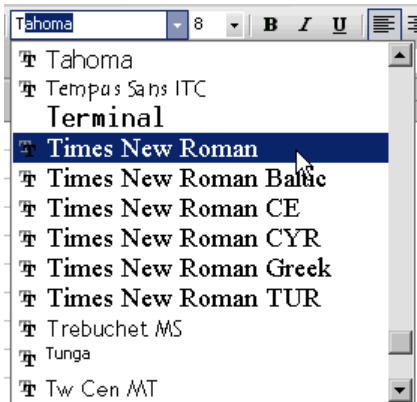 Tahoma 8 B I U
Tahoma
Tempus Sans ITC
Terminal
Times New Roman
Times New Roman Baltic
Times New Roman CE
Times New Roman CYR
Times New Roman Greek
Times New Roman TUR
Trebuchet MS
Tunga
Tw Cen MT